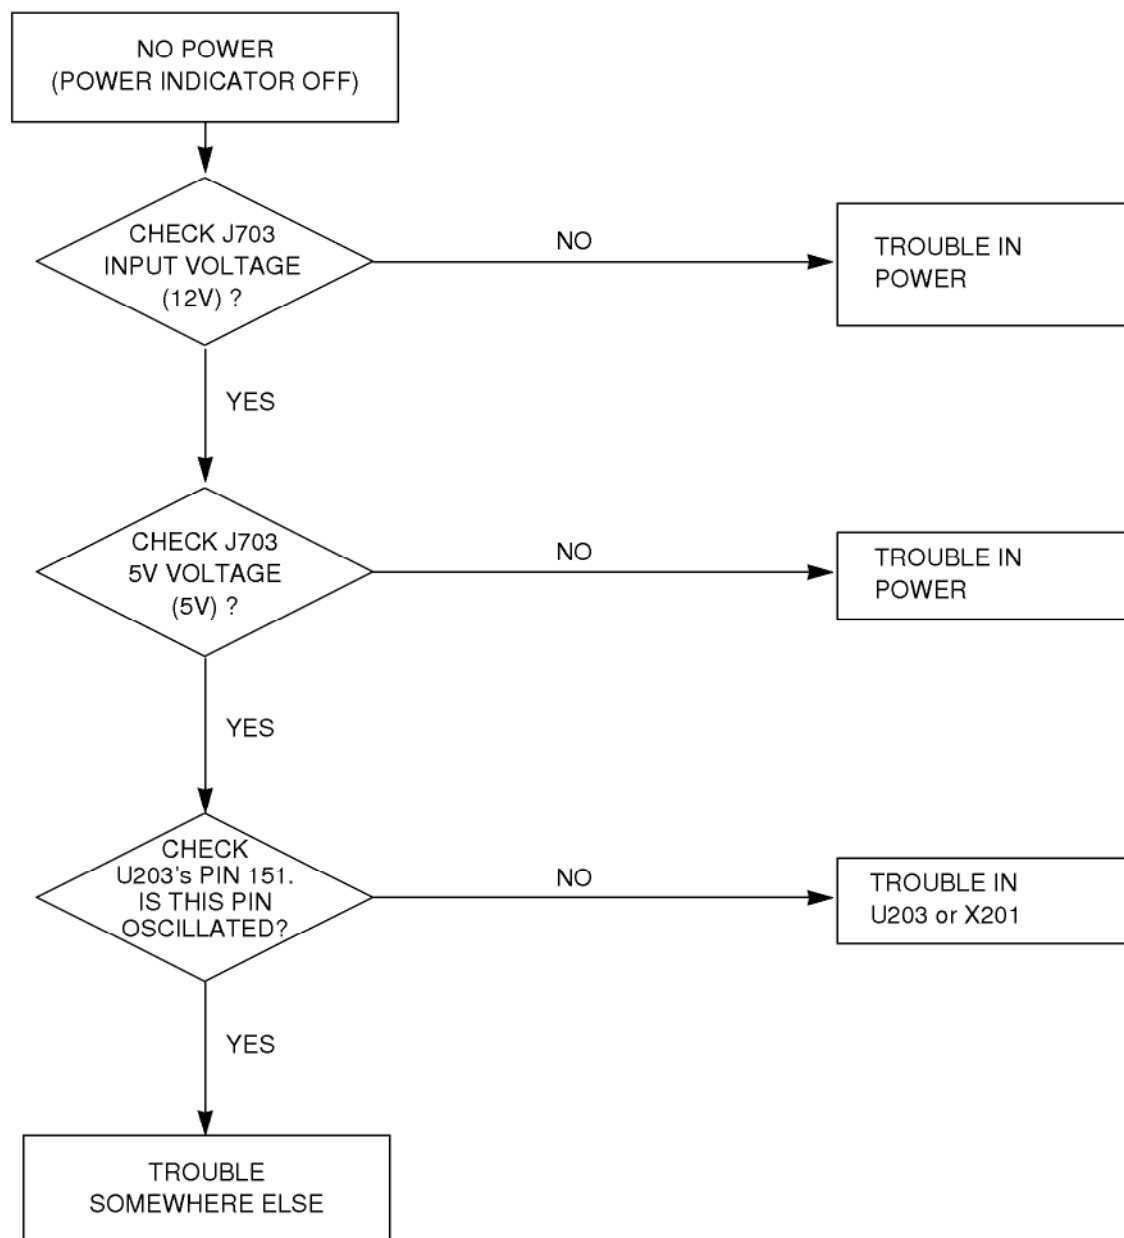 NO POWER
(POWER INDICATOR OFF)
CHECK J703
INPUT VOLTAGE
(12V) ?
NO
TROUBLE IN
POWER
YES
CHECK J703
5V VOLTAGE
(5V) ?
NO
TROUBLE IN
POWER
YES
CHECK
U203's PIN 151.
IS THIS PIN
OSCILLATED?
NO
TROUBLE IN
U203 or X201
YES
TROUBLE
SOMEWHERE ELSE